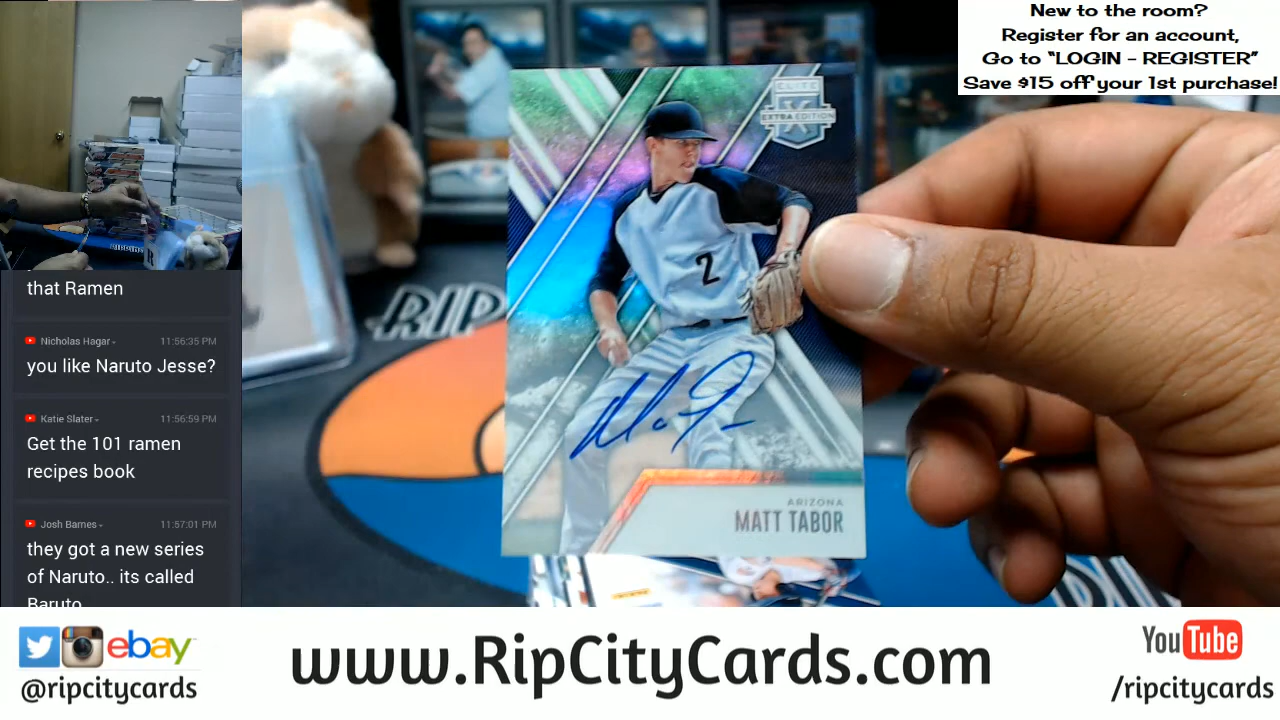 New to the room?
Register for an account,
Go to "LOGIN - REGISTER"
Save $15 off your 1st purchase!
ELITE
EXTRA EDITION
X
2
ARIZONA
MATT TABOR
RIP
that Ramen
Nicholas Hagar
11:56:35 PM
you like Naruto Jesse?
Katie Slater
11:56:59 PM
Get the 101 ramen
recipes book
Josh Barnes
11:57:01 PM
they got a new series
of Naruto.. its called
Baruto
ebay
@ripcitycards
www.RipCityCards.com
YouTube
/ripcitycards